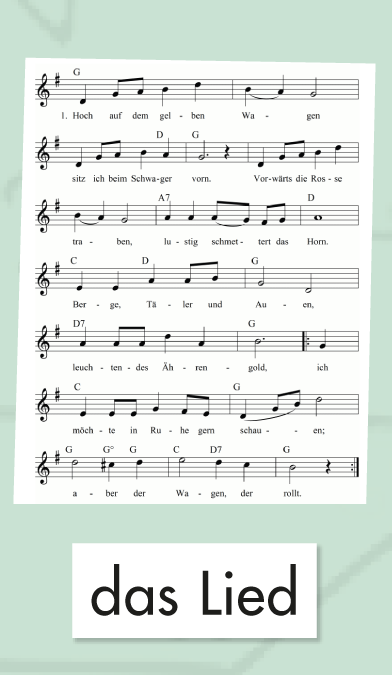 G
1. Hoch auf dem gel - ben Wa - gen
D G
sitz ich beim Schwa-ger vorn. Vor-wärts die Ros - se
A7 D
tra - ben, lu - stig schmet - tert das Horn.
C D G
Ber - ge, Tä - ler und Au - en,
D7 G
leuch - ten - des Äh - ren - gold, ich
C G
möch - te in Ru - he gern schau - en;
G G° G C D7 G
a - ber der Wa - gen, der rollt.
das Lied